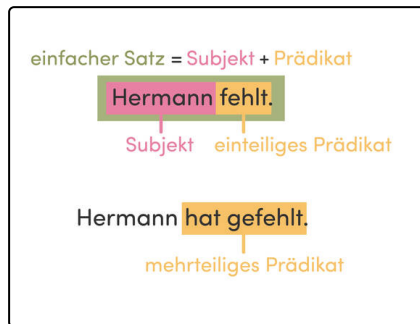 einfacher Satz = Subjekt + Prädikat
Hermann fehlt.
Subjekt einteiliges Prädikat
Hermann hat gefehlt.
mehrteiliges Prädikat